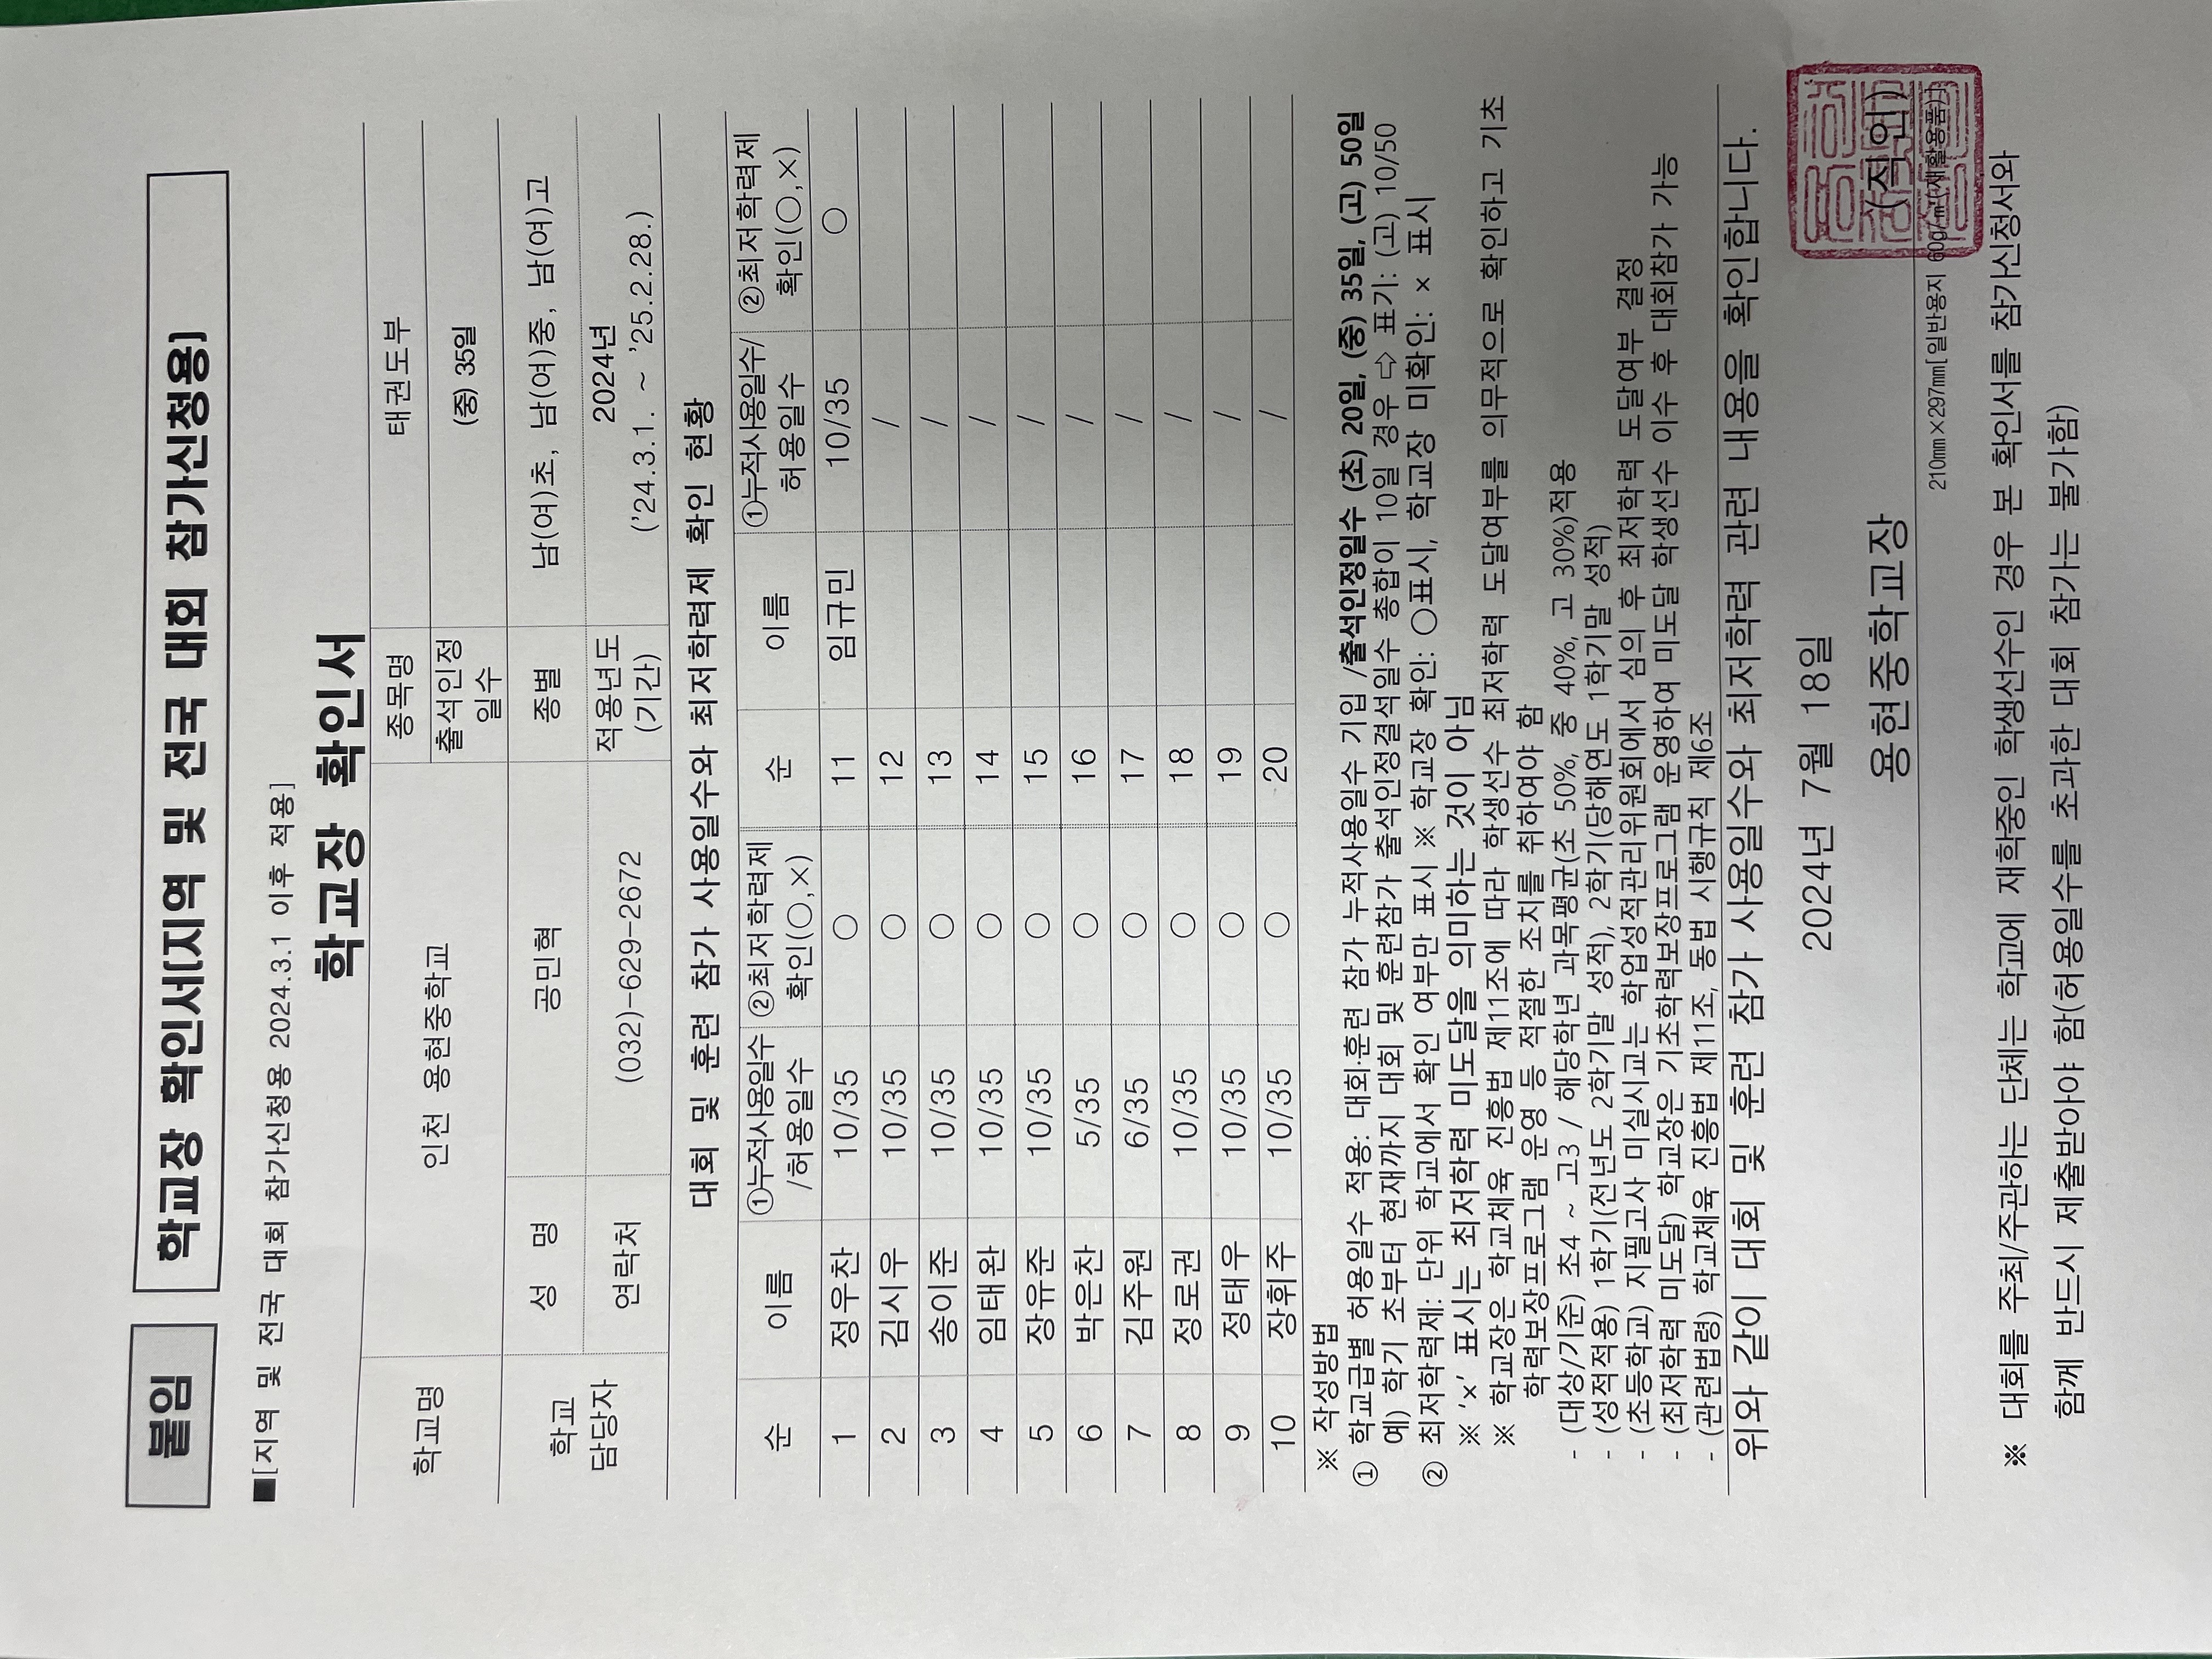 붙임
학교장 확인서(지역 및 전국 대회 참가신청용)
■[지역 및 전국 대회 참가신청용 2024.3.1 이후 적용]
학교장 확인서
학교명 인천 용현중학교 종목명 태권도부
출석인정일수 (중) 35일
학교 담당자 성 명 공민혁 종별 남(여)초, 남(여)중, 남(여)고
연락처 (032)-629-2672 적용년도 (기간) 2024년 ('24.3.1. ~ '25.2.28.)
대회 및 훈련 참가 사용일수와 최저학력제 확인 현황
순 이름 ①누적사용일수/허용일수 ②최저학력제 확인(○,×) 순 이름 ①누적사용일수/허용일수 ②최저학력제 확인(○,×)
1 정우찬 10/35 ○ 11 임규민 10/35 ○
2 김시우 10/35 ○ 12 /
3 송이준 10/35 ○ 13 /
4 임태완 10/35 ○ 14 /
5 장유준 10/35 ○ 15 /
6 박은찬 5/35 ○ 16 /
7 김주원 6/35 ○ 17 /
8 정로권 10/35 ○ 18 /
9 정태우 10/35 ○ 19 /
10 장휘주 10/35 ○ 20 /
※ 작성방법
① 학교급별 허용일수 적용: 대회·훈련 참가 누적사용일수 기입 /출석인정일수 (초) 20일, (중) 35일, (고) 50일
예) 학기 초부터 현재까지 대회 및 훈련참가 출석인정결석일수 총합이 10일 경우 ⇨ 표기: (고) 10/50
② 최저학력제: 단위 학교에서 확인 여부만 표시 ※ 학교장 확인: ○표시, 학교장 미확인: × 표시
※ '×' 표시는 최저학력 미도달을 의미하는 것이 아님
※ 학교장은 학교체육 진흥법 제11조에 따라 학생선수 최저학력 도달여부를 의무적으로 확인하고 기초
학력보장프로그램 운영 등 적절한 조치를 취하여야 함
- (대상/기준) 초4 ~ 고3 / 해당학년 과목평균(초 50%, 중 40%, 고 30%)적용
- (성적적용) 1학기(전년도 2학기말 성적), 2학기(당해연도 1학기말 성적)
- (초등학교) 지필고사 미실시교는 학업성적관리위원회에서 심의 후 최저학력 도달여부 결정
- (최저학력 미도달) 학교장은 기초학력보장프로그램 운영하여 미도달 학생선수 이수 후 대회참가 가능
- (관련법령) 학교체육 진흥법 제11조, 동법 시행규칙 제6조
위와 같이 대회 및 훈련 참가 사용일수와 최저학력 관련 내용을 확인합니다.
2024년 7월 18일
용현중학교장 (직인)
210㎜×297㎜[일반용지 60g/㎡(재활용품)]
※ 대회를 주최/주관하는 단체는 학교에 재학중인 학생선수인 경우 본 확인서를 참가신청서와
함께 반드시 제출받아야 함(허용일수를 초과한 대회 참가는 불가함)